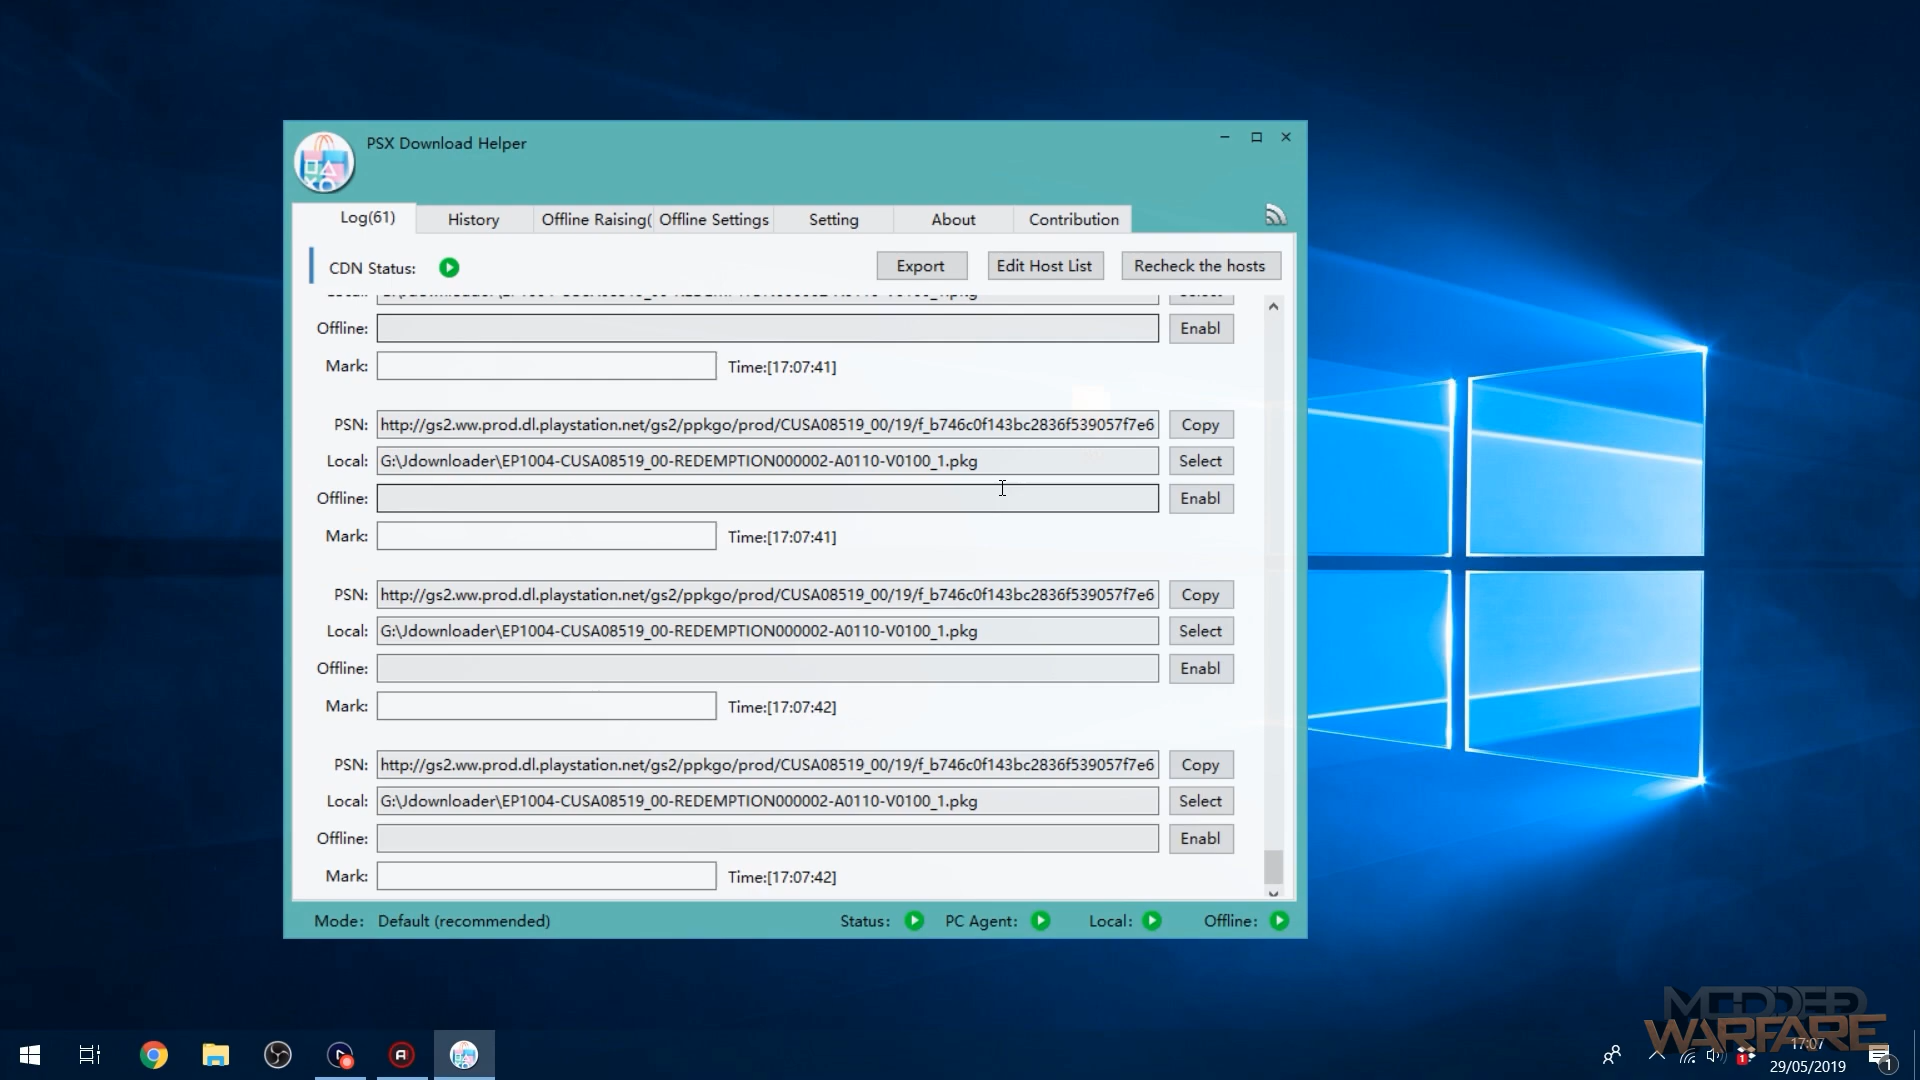 PSX Download Helper
Log(61) History Offline Raising( Offline Settings Setting About Contribution
CDN Status: Export Edit Host List Recheck the hosts
Offline: Enabl
Mark: Time:[17:07:41]
PSN: http://gs2.ww.prod.dl.playstation.net/gs2/ppkgo/prod/CUSA08519_00/19/f_b746c0f143bc2836f539057f7e6 Copy
Local: G:\Jdownloader\EP1004-CUSA08519_00-REDEMPTION000002-A0110-V0100_1.pkg Select
Offline: Enabl
Mark: Time:[17:07:41]
PSN: http://gs2.ww.prod.dl.playstation.net/gs2/ppkgo/prod/CUSA08519_00/19/f_b746c0f143bc2836f539057f7e6 Copy
Local: G:\Jdownloader\EP1004-CUSA08519_00-REDEMPTION000002-A0110-V0100_1.pkg Select
Offline: Enabl
Mark: Time:[17:07:42]
PSN: http://gs2.ww.prod.dl.playstation.net/gs2/ppkgo/prod/CUSA08519_00/19/f_b746c0f143bc2836f539057f7e6 Copy
Local: G:\Jdownloader\EP1004-CUSA08519_00-REDEMPTION000002-A0110-V0100_1.pkg Select
Offline: Enabl
Mark: Time:[17:07:42]
Mode: Default (recommended) Status: PC Agent: Local: Offline:
MODDED
WARFARE
17:07
29/05/2019
1
1